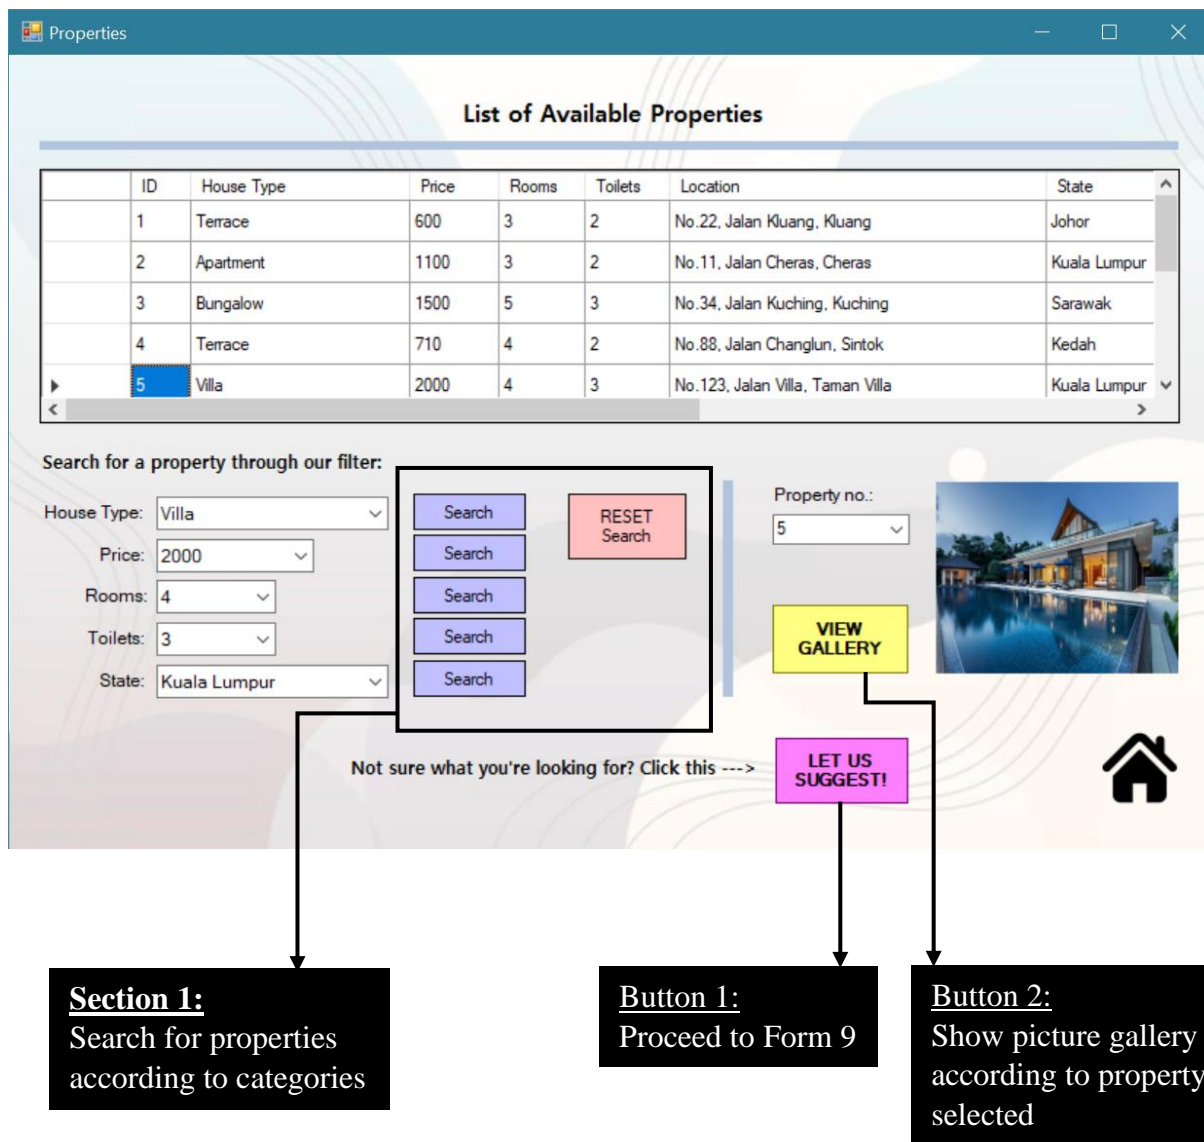 Properties
List of Available Properties
ID House Type Price Rooms Toilets Location State
1 Terrace 600 3 2 No.22, Jalan Kluang, Kluang Johor
2 Apartment 1100 3 2 No.11, Jalan Cheras, Cheras Kuala Lumpur
3 Bungalow 1500 5 3 No.34, Jalan Kuching, Kuching Sarawak
4 Terrace 710 4 2 No.88, Jalan Changlun, Sintok Kedah
5 Villa 2000 4 3 No.123, Jalan Villa, Taman Villa Kuala Lumpur
Search for a property through our filter:
House Type: Villa Search
Price: 2000 Search
Rooms: 4 Search
Toilets: 3 Search
State: Kuala Lumpur Search
RESET
Search
Property no.:
5
VIEW
GALLERY
Not sure what you're looking for? Click this --->
LET US
SUGGEST!
Section 1:
Search for properties
according to categories
Button 1:
Proceed to Form 9
Button 2:
Show picture gallery
according to property
selected